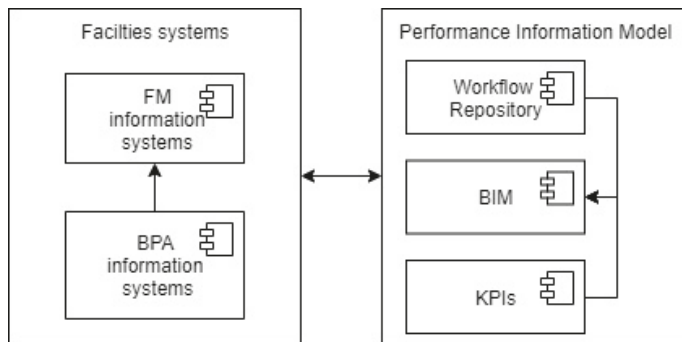 Facilties systems
FM
information
systems
BPA
information
systems
Performance Information Model
Workflow
Repository
BIM
KPIs